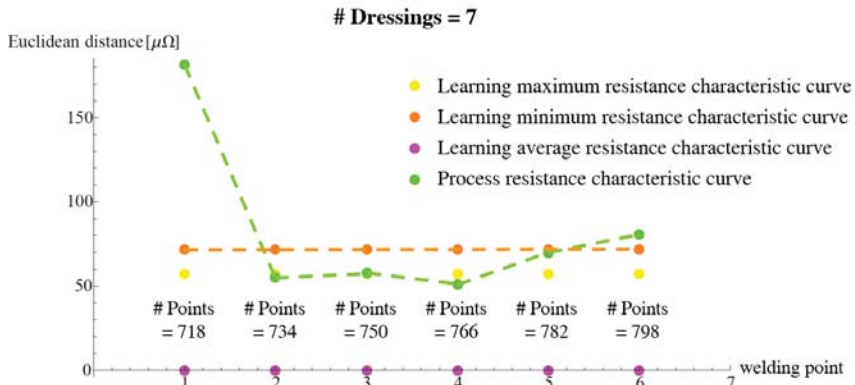 # Dressings = 7
Euclidean distance[μΩ]
Learning maximum resistance characteristic curve
Learning minimum resistance characteristic curve
Learning average resistance characteristic curve
Process resistance characteristic curve
150
100
50
0
# Points # Points # Points # Points # Points # Points
= 718 = 734 = 750 = 766 = 782 = 798
welding point
1 2 3 4 5 6 7